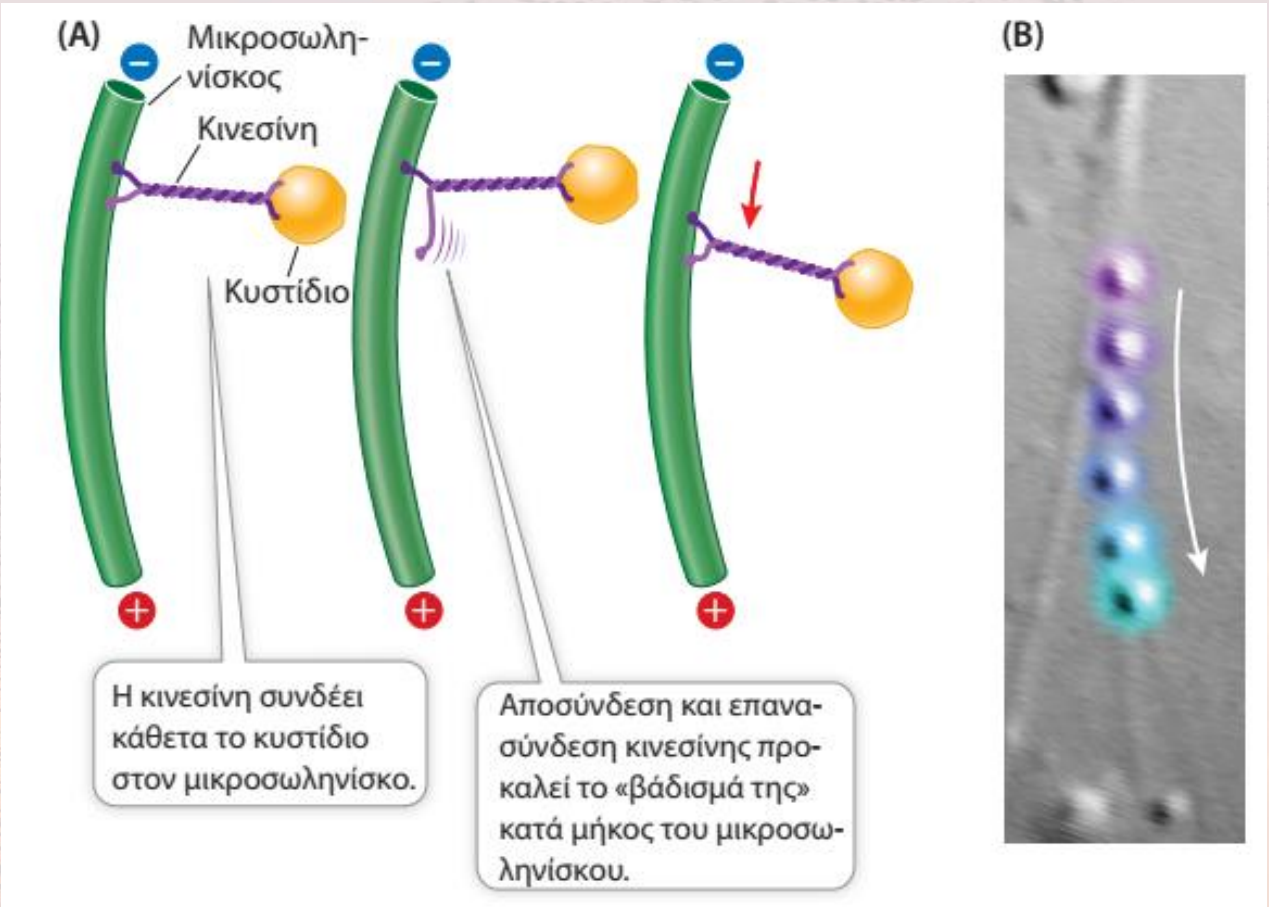 (A)
Μικροσωλη-
νίσκος
Κινεσίνη
Κυστίδιο
(B)
Η κινεσίνη συνδέει
κάθετα το κυστίδιο
στον μικροσωληνίσκο.
Αποσύνδεση και επανα-
σύνδεση κινεσίνης προ-
καλεί το «βάδισμά της»
κατά μήκος του μικροσω-
ληνίσκου.